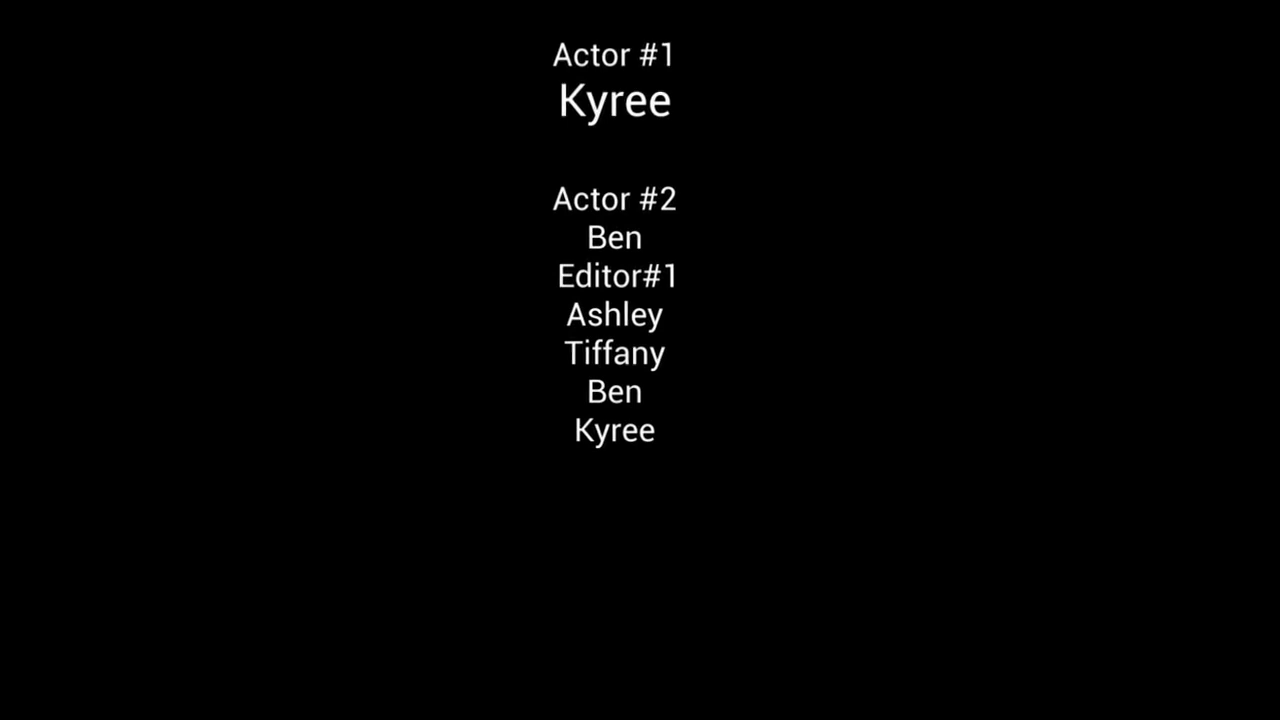 Actor #1
Kyree
Actor #2
Ben
Editor#1
Ashley
Tiffany
Ben
Kyree